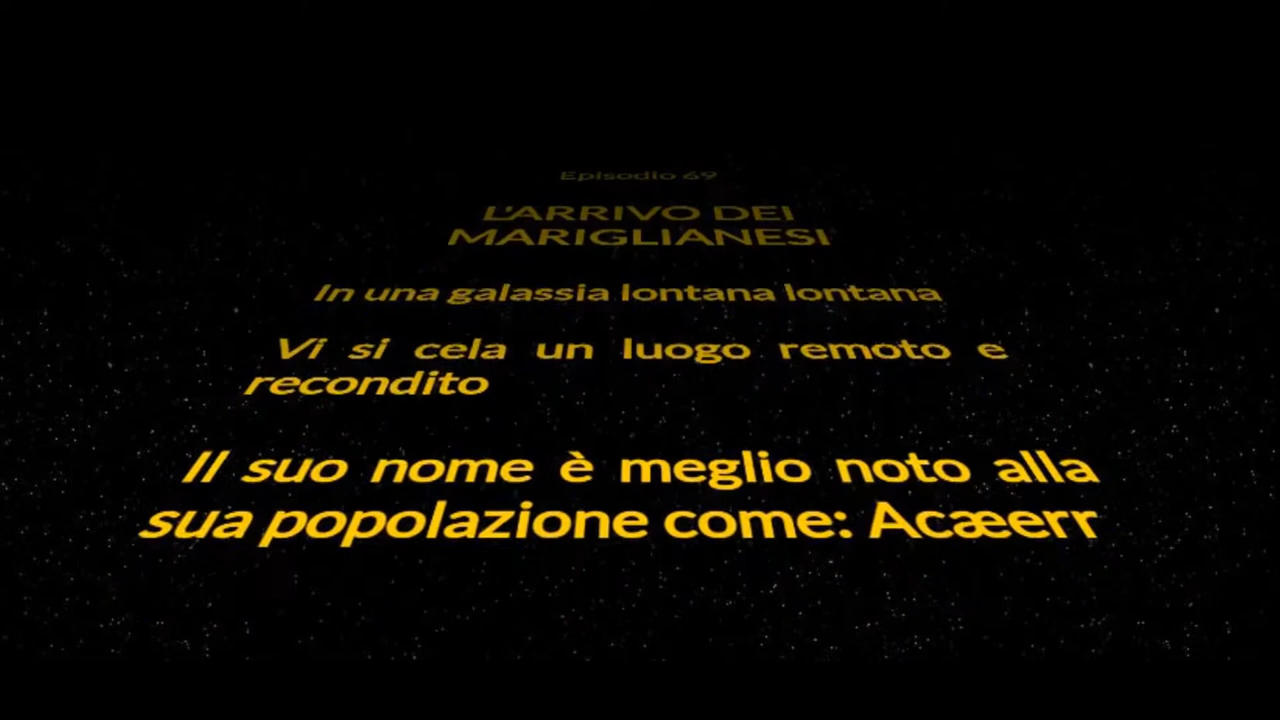 Episodio 69
L'ARRIVO DEI
MARIGLIANESI
In una galassia lontana lontana
Vi si cela un luogo remoto e
recondito
Il suo nome è meglio noto alla
sua popolazione come: Acæerr